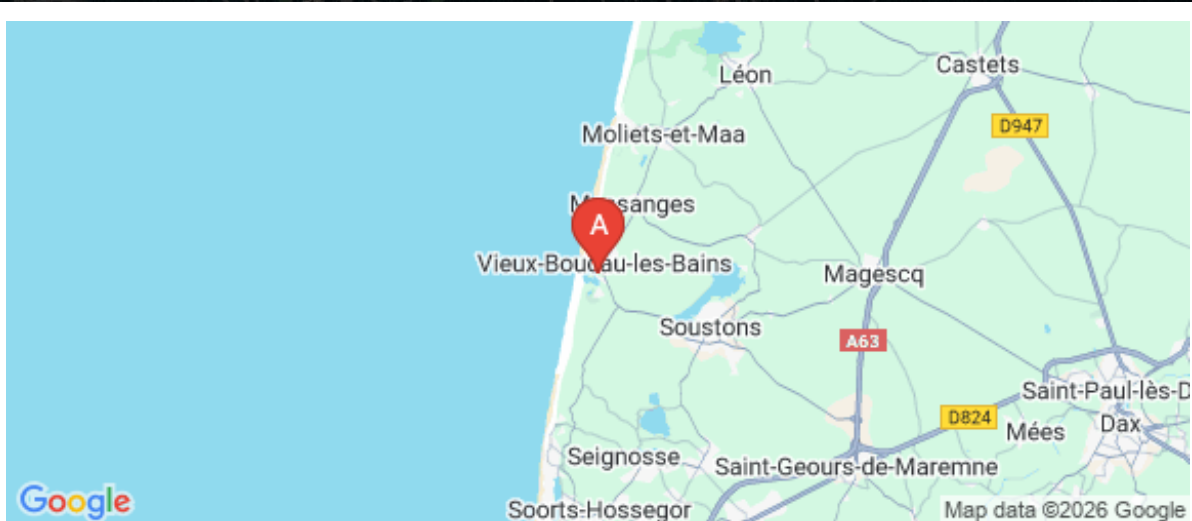 Léon
Castets
D947
Moliets-et-Maa
Vieux-Boucau-les-Bains
Magescq
Soustons
A63
Saint-Paul-lès-D
D824
Mées
Dax
Seignosse
Saint-Geours-de-Maremne
Soorts-Hossegor
A
Google
Map data ©2026 Google